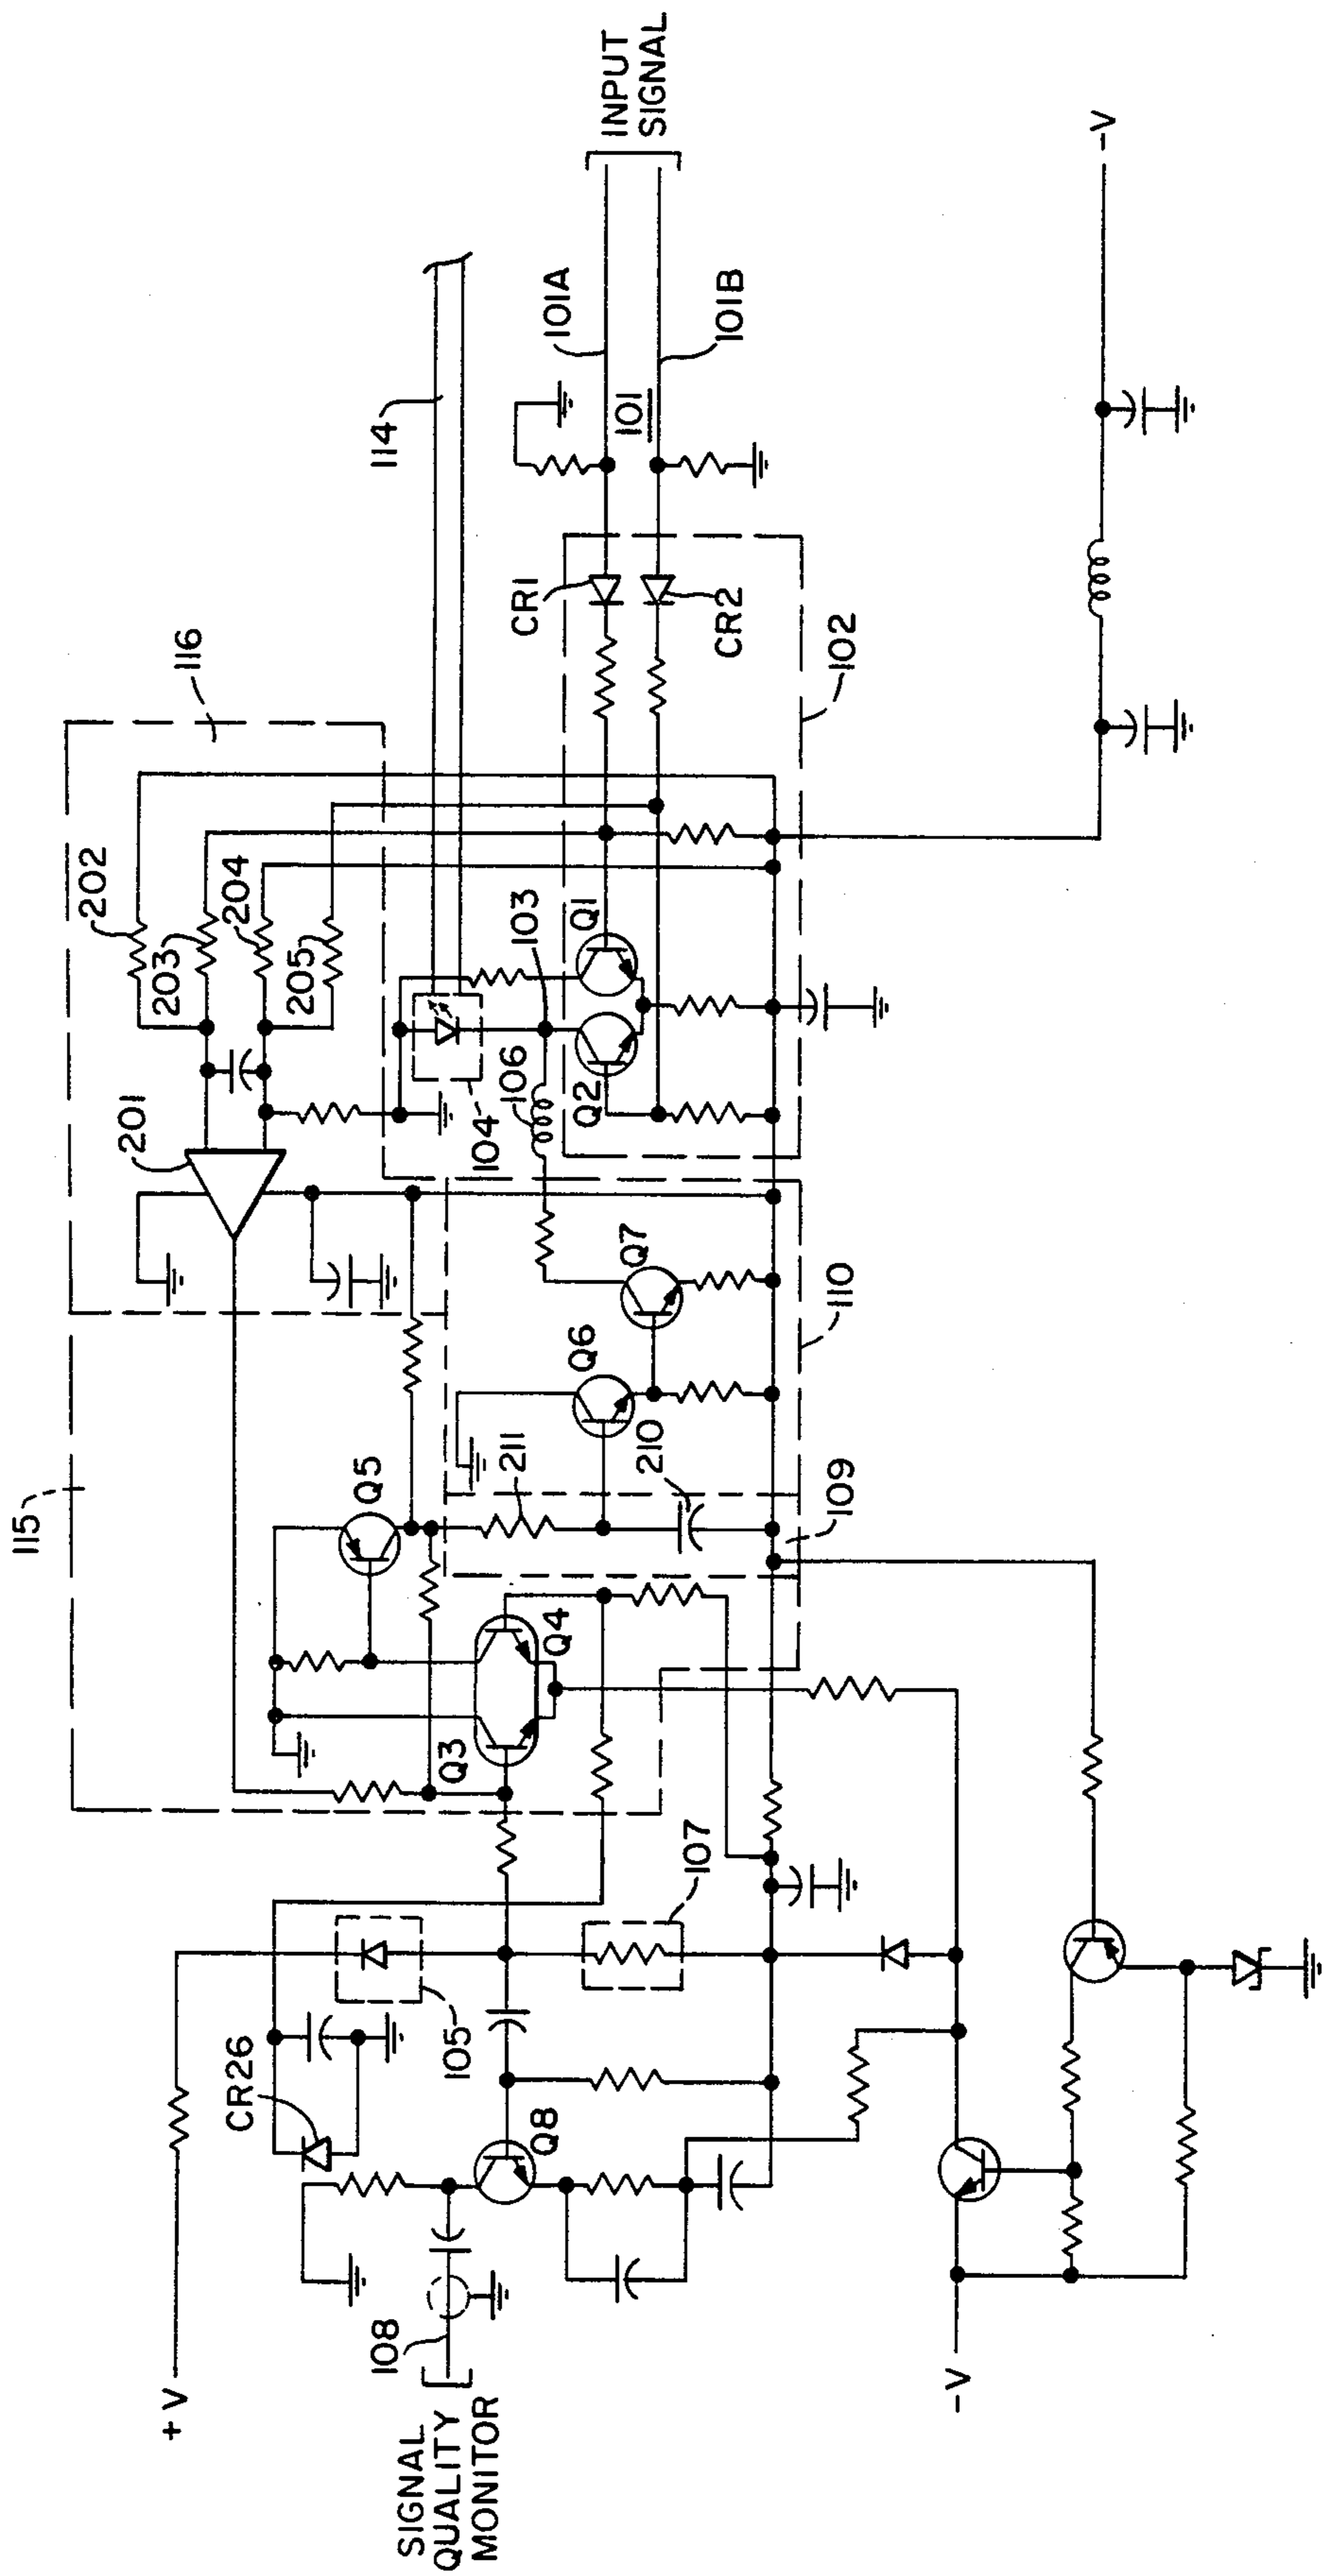 +V
SIGNAL
QUALITY
MONITOR
108
CR26
Q8
105
107
-V
115
Q3
Q4
Q5
211
210
109
Q6
Q7
110
201
202
203
204
205
116
104
106
103
Q2
Q1
102
CR1
CR2
114
101A
101
101B
INPUT
SIGNAL
-V